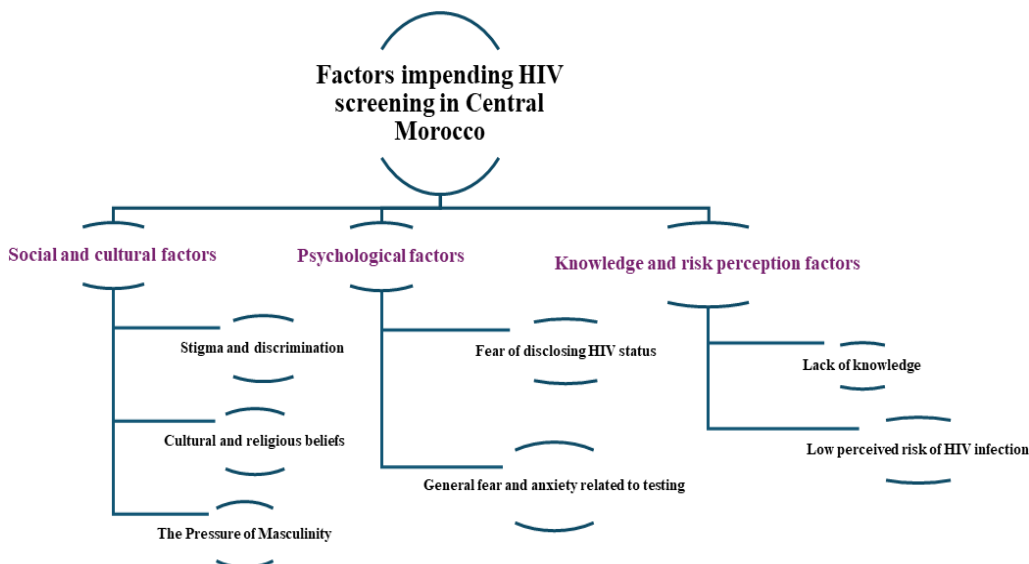 Factors impending HIV
screening in Central
Morocco
Social and cultural factors
Psychological factors
Knowledge and risk perception factors
Stigma and discrimination
Cultural and religious beliefs
The Pressure of Masculinity
Fear of disclosing HIV status
General fear and anxiety related to testing
Lack of knowledge
Low perceived risk of HIV infection